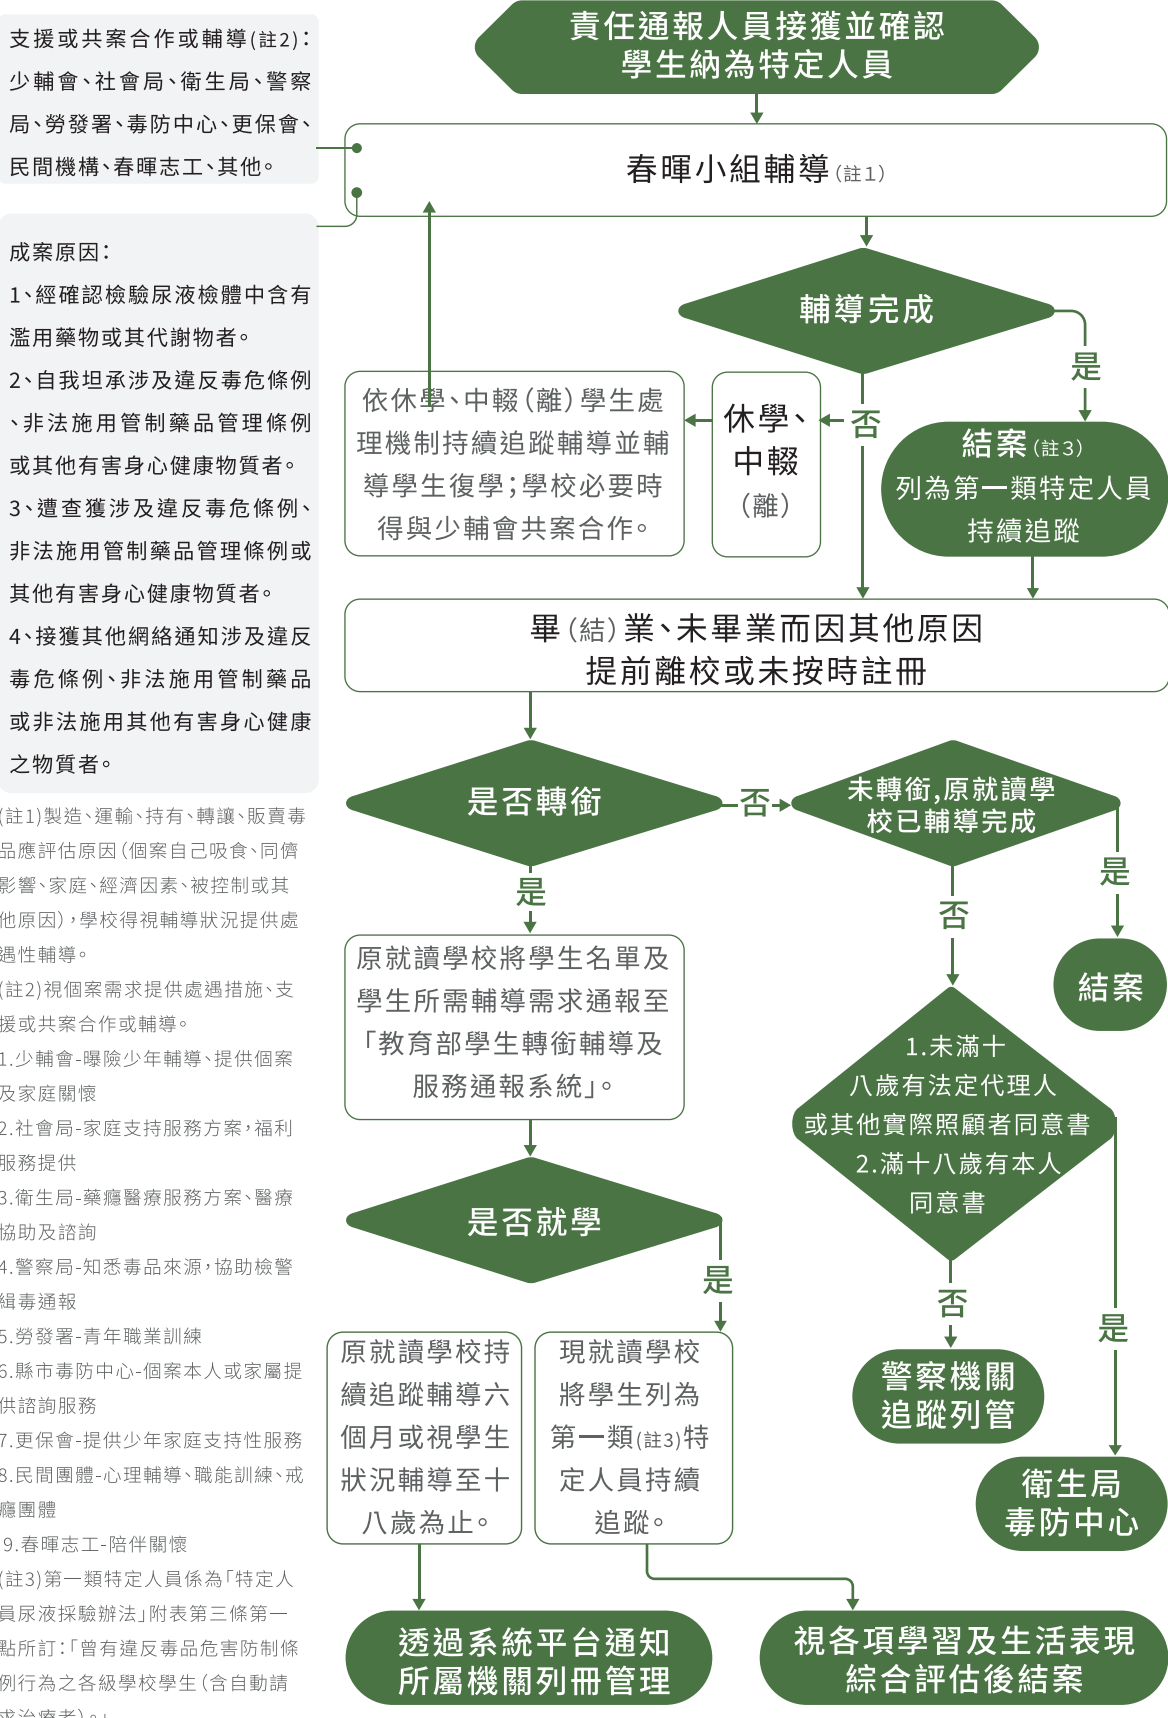 支援或共案合作或輔導(註2)：
少輔會、社會局、衛生局、警察
局、勞發署、毒防中心、更保會、
民間機構、春暉志工、其他。
成案原因：
1、經確認檢驗尿液檢體中含有
濫用藥物或其代謝物者。
2、自我坦承涉及違反毒危條例
、非法施用管制藥品管理條例
或其他有害身心健康物質者。
3、遭查獲涉及違反毒危條例、
非法施用管制藥品管理條例或
其他有害身心健康物質者。
4、接獲其他網絡通知涉及違反
毒危條例、非法施用管制藥品
或非法施用其他有害身心健康
之物質者。
(註1)製造、運輸、持有、轉讓、販賣毒
品應評估原因（個案自己吸食、同儕
影響、家庭、經濟因素、被控制或其
他原因），學校得視輔導狀況提供處
遇性輔導。
(註2)視個案需求提供處遇措施、支
援或共案合作或輔導。
1.少輔會-曝險少年輔導、提供個案
及家庭關懷
2.社會局-家庭支持服務方案，福利
服務提供
3.衛生局-藥癮醫療服務方案、醫療
協助及諮詢
4.警察局-知悉毒品來源，協助檢警
緝毒通報
5.勞發署-青年職業訓練
6.縣市毒防中心-個案本人或家屬提
供諮詢服務
7.更保會-提供少年家庭支持性服務
8.民間團體-心理輔導、職能訓練、戒
癮團體
9.春暉志工-陪伴關懷
(註3)第一類特定人員係為「特定人
員尿液採驗辦法」附表第三條第一
點所訂：「曾有違反毒品危害防制條
例行為之各級學校學生（含自動請
求治療者）。」
責任通報人員接獲並確認
學生納為特定人員
春暉小組輔導（註1）
輔導完成
是
否
依休學、中輟（離）學生處
理機制持續追蹤輔導並輔
導學生復學；學校必要時
得與少輔會共案合作。
休學、
中輟
（離）
結案（註3）
列為第一類特定人員
持續追蹤
畢（結）業、未畢業而因其他原因
提前離校或未按時註冊
是否轉銜
否
未轉銜,原就讀學
校已輔導完成
是
是
否
結案
原就讀學校將學生名單及
學生所需輔導需求通報至
「教育部學生轉銜輔導及
服務通報系統」。
1.未滿十
八歲有法定代理人
或其他實際照顧者同意書
2.滿十八歲有本人
同意書
是否就學
是
否
是
原就讀學校持
續追蹤輔導六
個月或視學生
狀況輔導至十
八歲為止。
現就讀學校
將學生列為
第一類(註3)特
定人員持續
追蹤。
警察機關
追蹤列管
衛生局
毒防中心
透過系統平台通知
所屬機關列冊管理
視各項學習及生活表現
綜合評估後結案